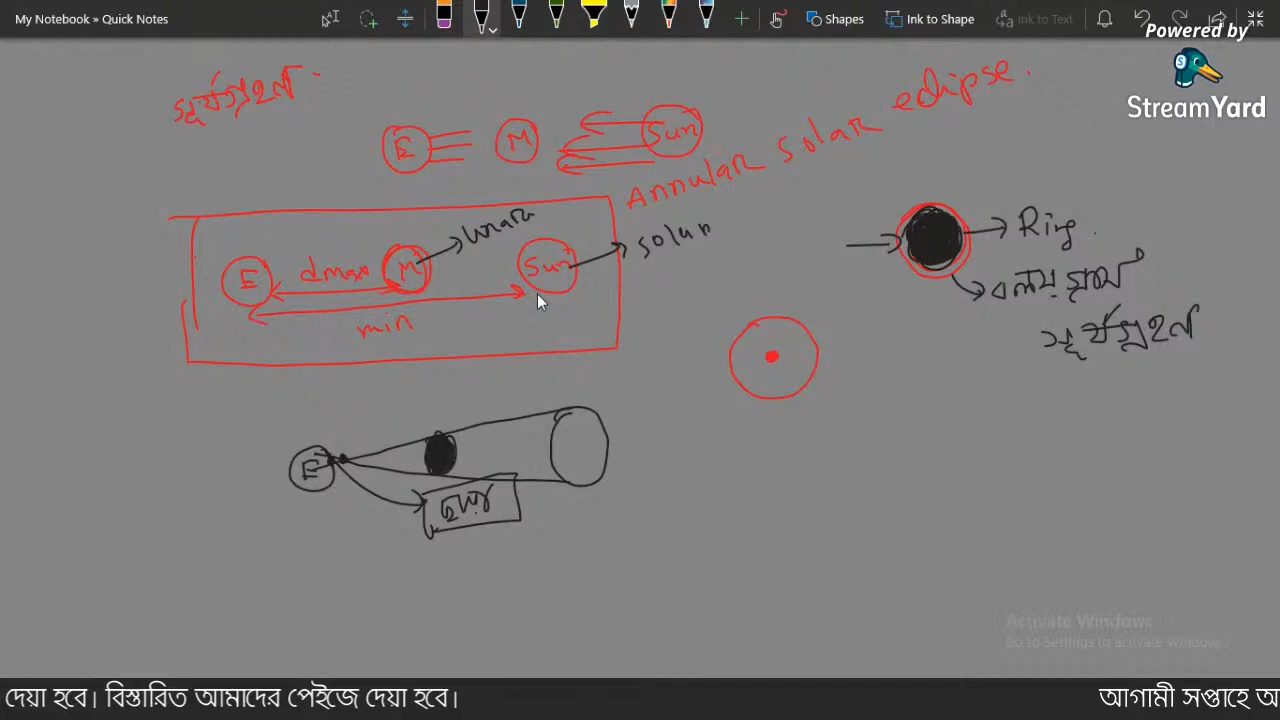 My Notebook » Quick Notes
Shapes
Ink to Shape
Ink to Text
Powered by
StreamYard
সূর্যগ্রহণ
E M Sun
Annular solar eclipse.
E dmax M Sun
min
solar
Ring
বলয় গ্রাস
সূর্যগ্রহণ
E
Activate Windows
Go to Settings to activate Windows.
দেয়া হবে। বিস্তারিত আমাদের পেইজে দেয়া হবে।
আগামী সপ্তাহে অ